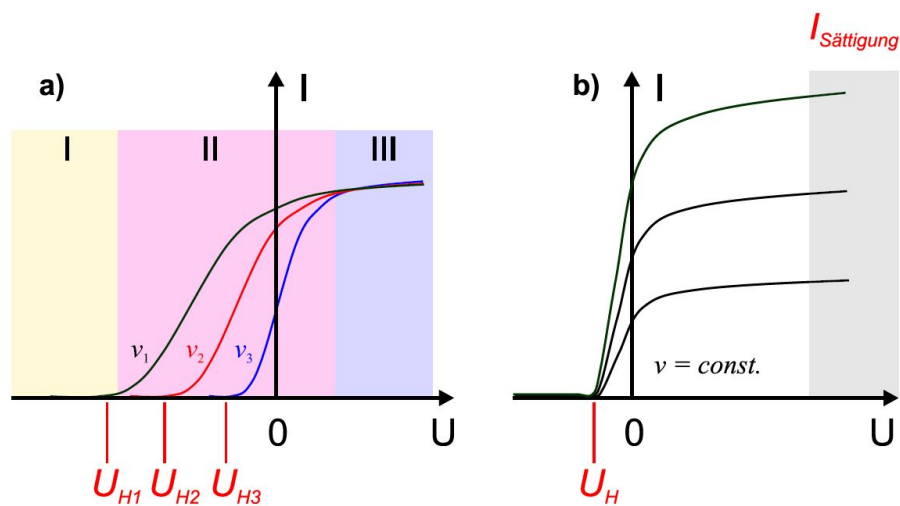 I_Sättigung
a)
I
b)
I
I
II
III
v₁
v₂
v₃
v = const.
0
U
0
U
U_H1
U_H2
U_H3
U_H